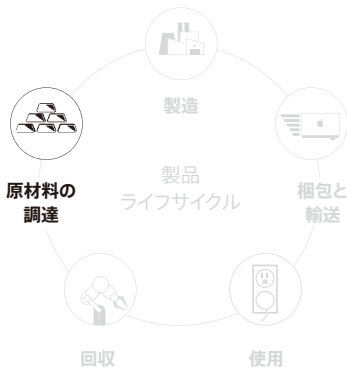 製造
原材料の
調達
製品
ライフサイクル
梱包と
輸送
回収
使用